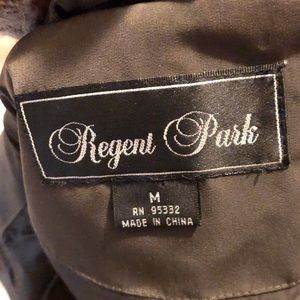 Regent Park
M
RN 95332
MADE IN CHINA